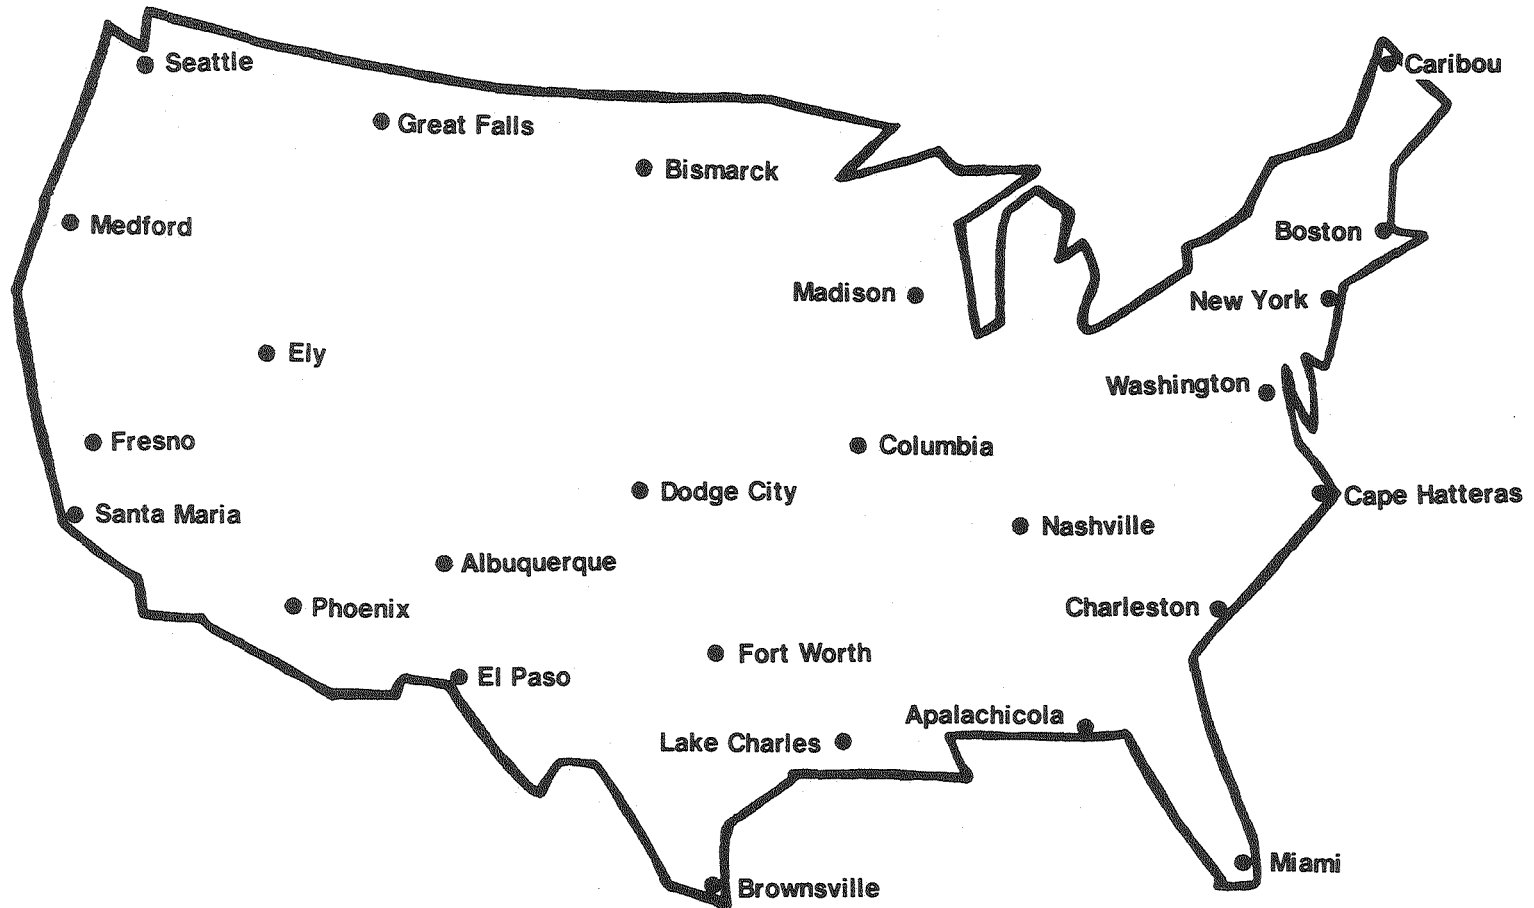 Seattle
Caribou
Great Falls
Bismarck
Medford
Boston
Madison
New York
Ely
Washington
Fresno
Columbia
Dodge City
Cape Hatteras
Santa Maria
Nashville
Albuquerque
Phoenix
Charleston
Fort Worth
El Paso
Apalachicola
Lake Charles
Miami
Brownsville